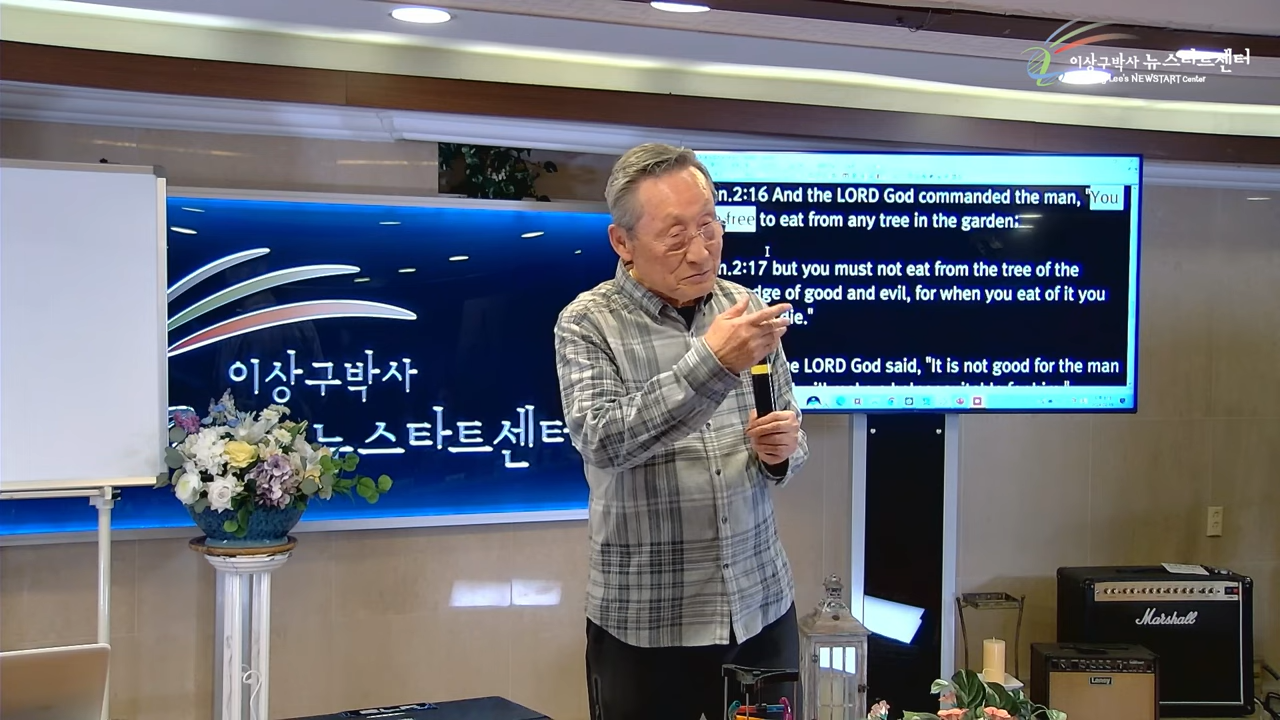 이상구박사 뉴스타트센터
Lee's NEWSTART Center
2:16 And the LORD God commanded the man, "You
free to eat from any tree in the garden;
2:17 but you must not eat from the tree of the
of good and evil, for when you eat of it you
die."
LORD God said, "It is not good for the man
이상구박사
뉴스타트센터
Marshall
Laney